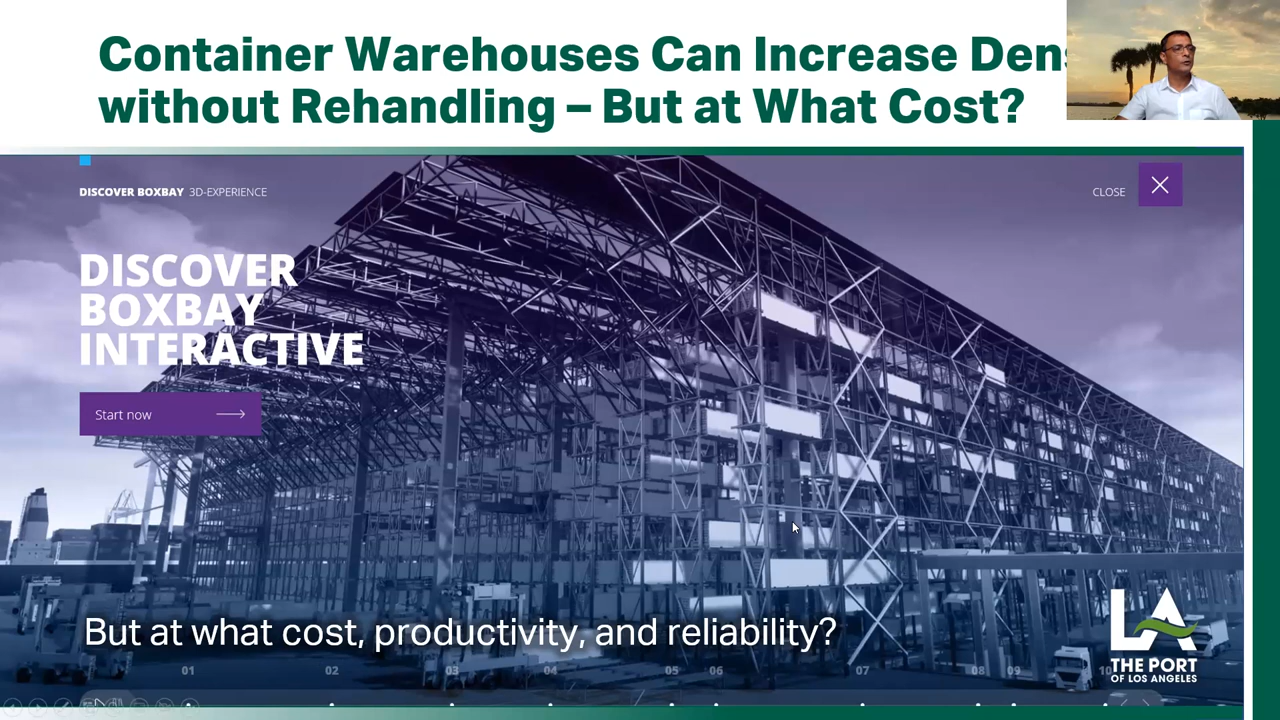 Container Warehouses Can Increase Dens
without Rehandling – But at What Cost?
DISCOVER BOXBAY 3D-EXPERIENCE
CLOSE
DISCOVER
BOXBAY
INTERACTIVE
Start now
But at what cost, productivity, and reliability?
01 02 03 04 05 06 07 08 09 10
LA
THE PORT
OF LOS ANGELES